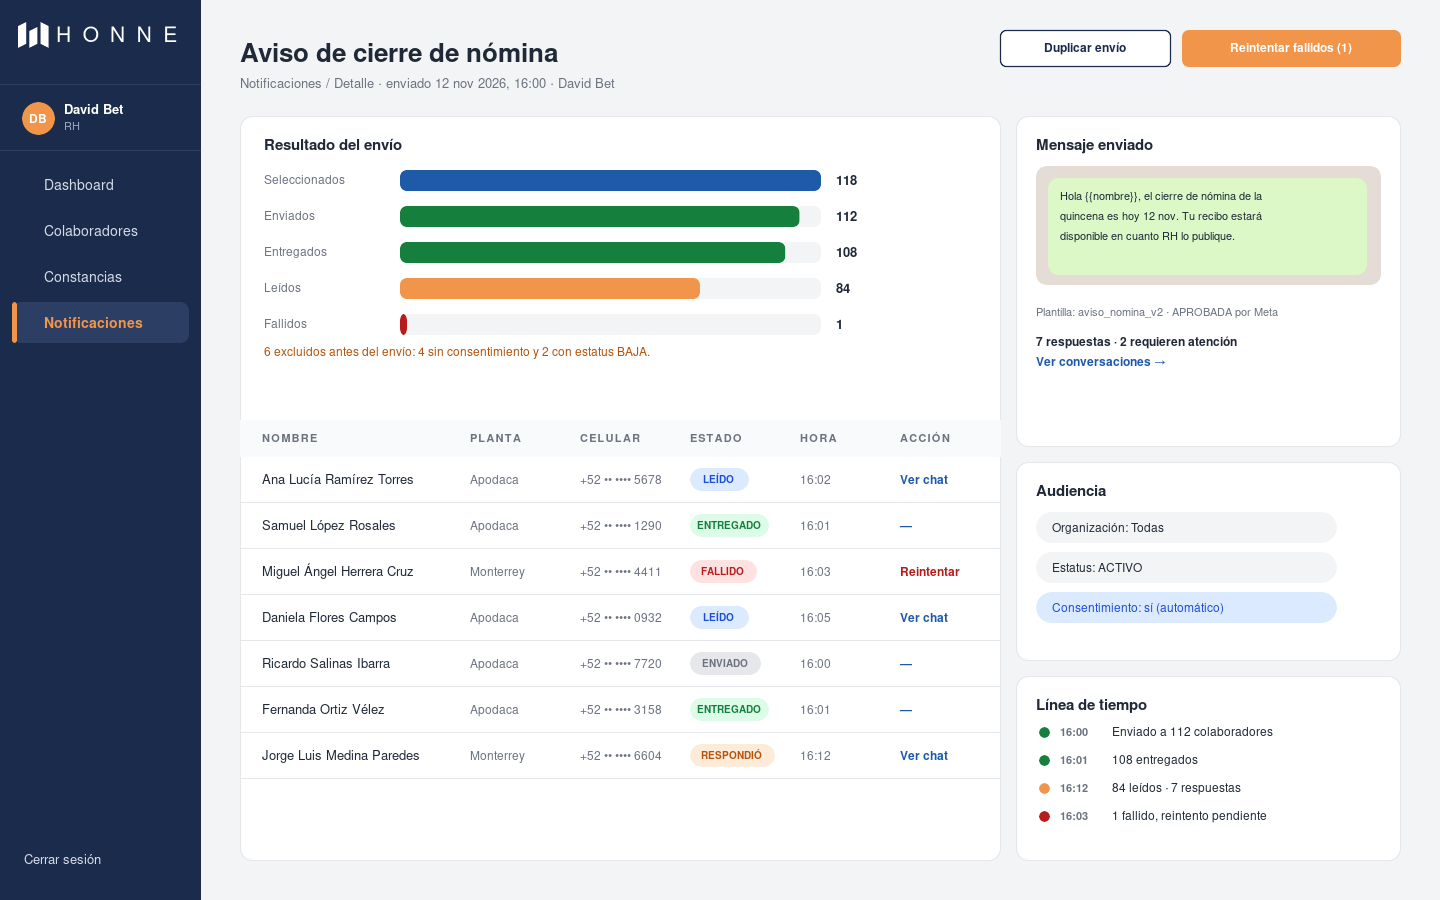 HONNE
DB
David Bet
RH
Dashboard
Colaboradores
Constancias
Notificaciones
Cerrar sesión
Aviso de cierre de nómina
Notificaciones / Detalle · enviado 12 nov 2026, 16:00 · David Bet
Duplicar envío
Reintentar fallidos (1)
Resultado del envío
Seleccionados 118
Enviados 112
Entregados 108
Leídos 84
Fallidos 1
6 excluidos antes del envío: 4 sin consentimiento y 2 con estatus BAJA.
NOMBRE PLANTA CELULAR ESTADO HORA ACCIÓN
Ana Lucía Ramírez Torres Apodaca +52 •• •••• 5678 LEÍDO 16:02 Ver chat
Samuel López Rosales Apodaca +52 •• •••• 1290 ENTREGADO 16:01 —
Miguel Ángel Herrera Cruz Monterrey +52 •• •••• 4411 FALLIDO 16:03 Reintentar
Daniela Flores Campos Apodaca +52 •• •••• 0932 LEÍDO 16:05 Ver chat
Ricardo Salinas Ibarra Apodaca +52 •• •••• 7720 ENVIADO 16:00 —
Fernanda Ortiz Vélez Apodaca +52 •• •••• 3158 ENTREGADO 16:01 —
Jorge Luis Medina Paredes Monterrey +52 •• •••• 6604 RESPONDIÓ 16:12 Ver chat
Mensaje enviado
Hola {{nombre}}, el cierre de nómina de la
quincena es hoy 12 nov. Tu recibo estará
disponible en cuanto RH lo publique.
Plantilla: aviso_nomina_v2 · APROBADA por Meta
7 respuestas · 2 requieren atención
Ver conversaciones →
Audiencia
Organización: Todas
Estatus: ACTIVO
Consentimiento: sí (automático)
Línea de tiempo
16:00 Enviado a 112 colaboradores
16:01 108 entregados
16:12 84 leídos · 7 respuestas
16:03 1 fallido, reintento pendiente